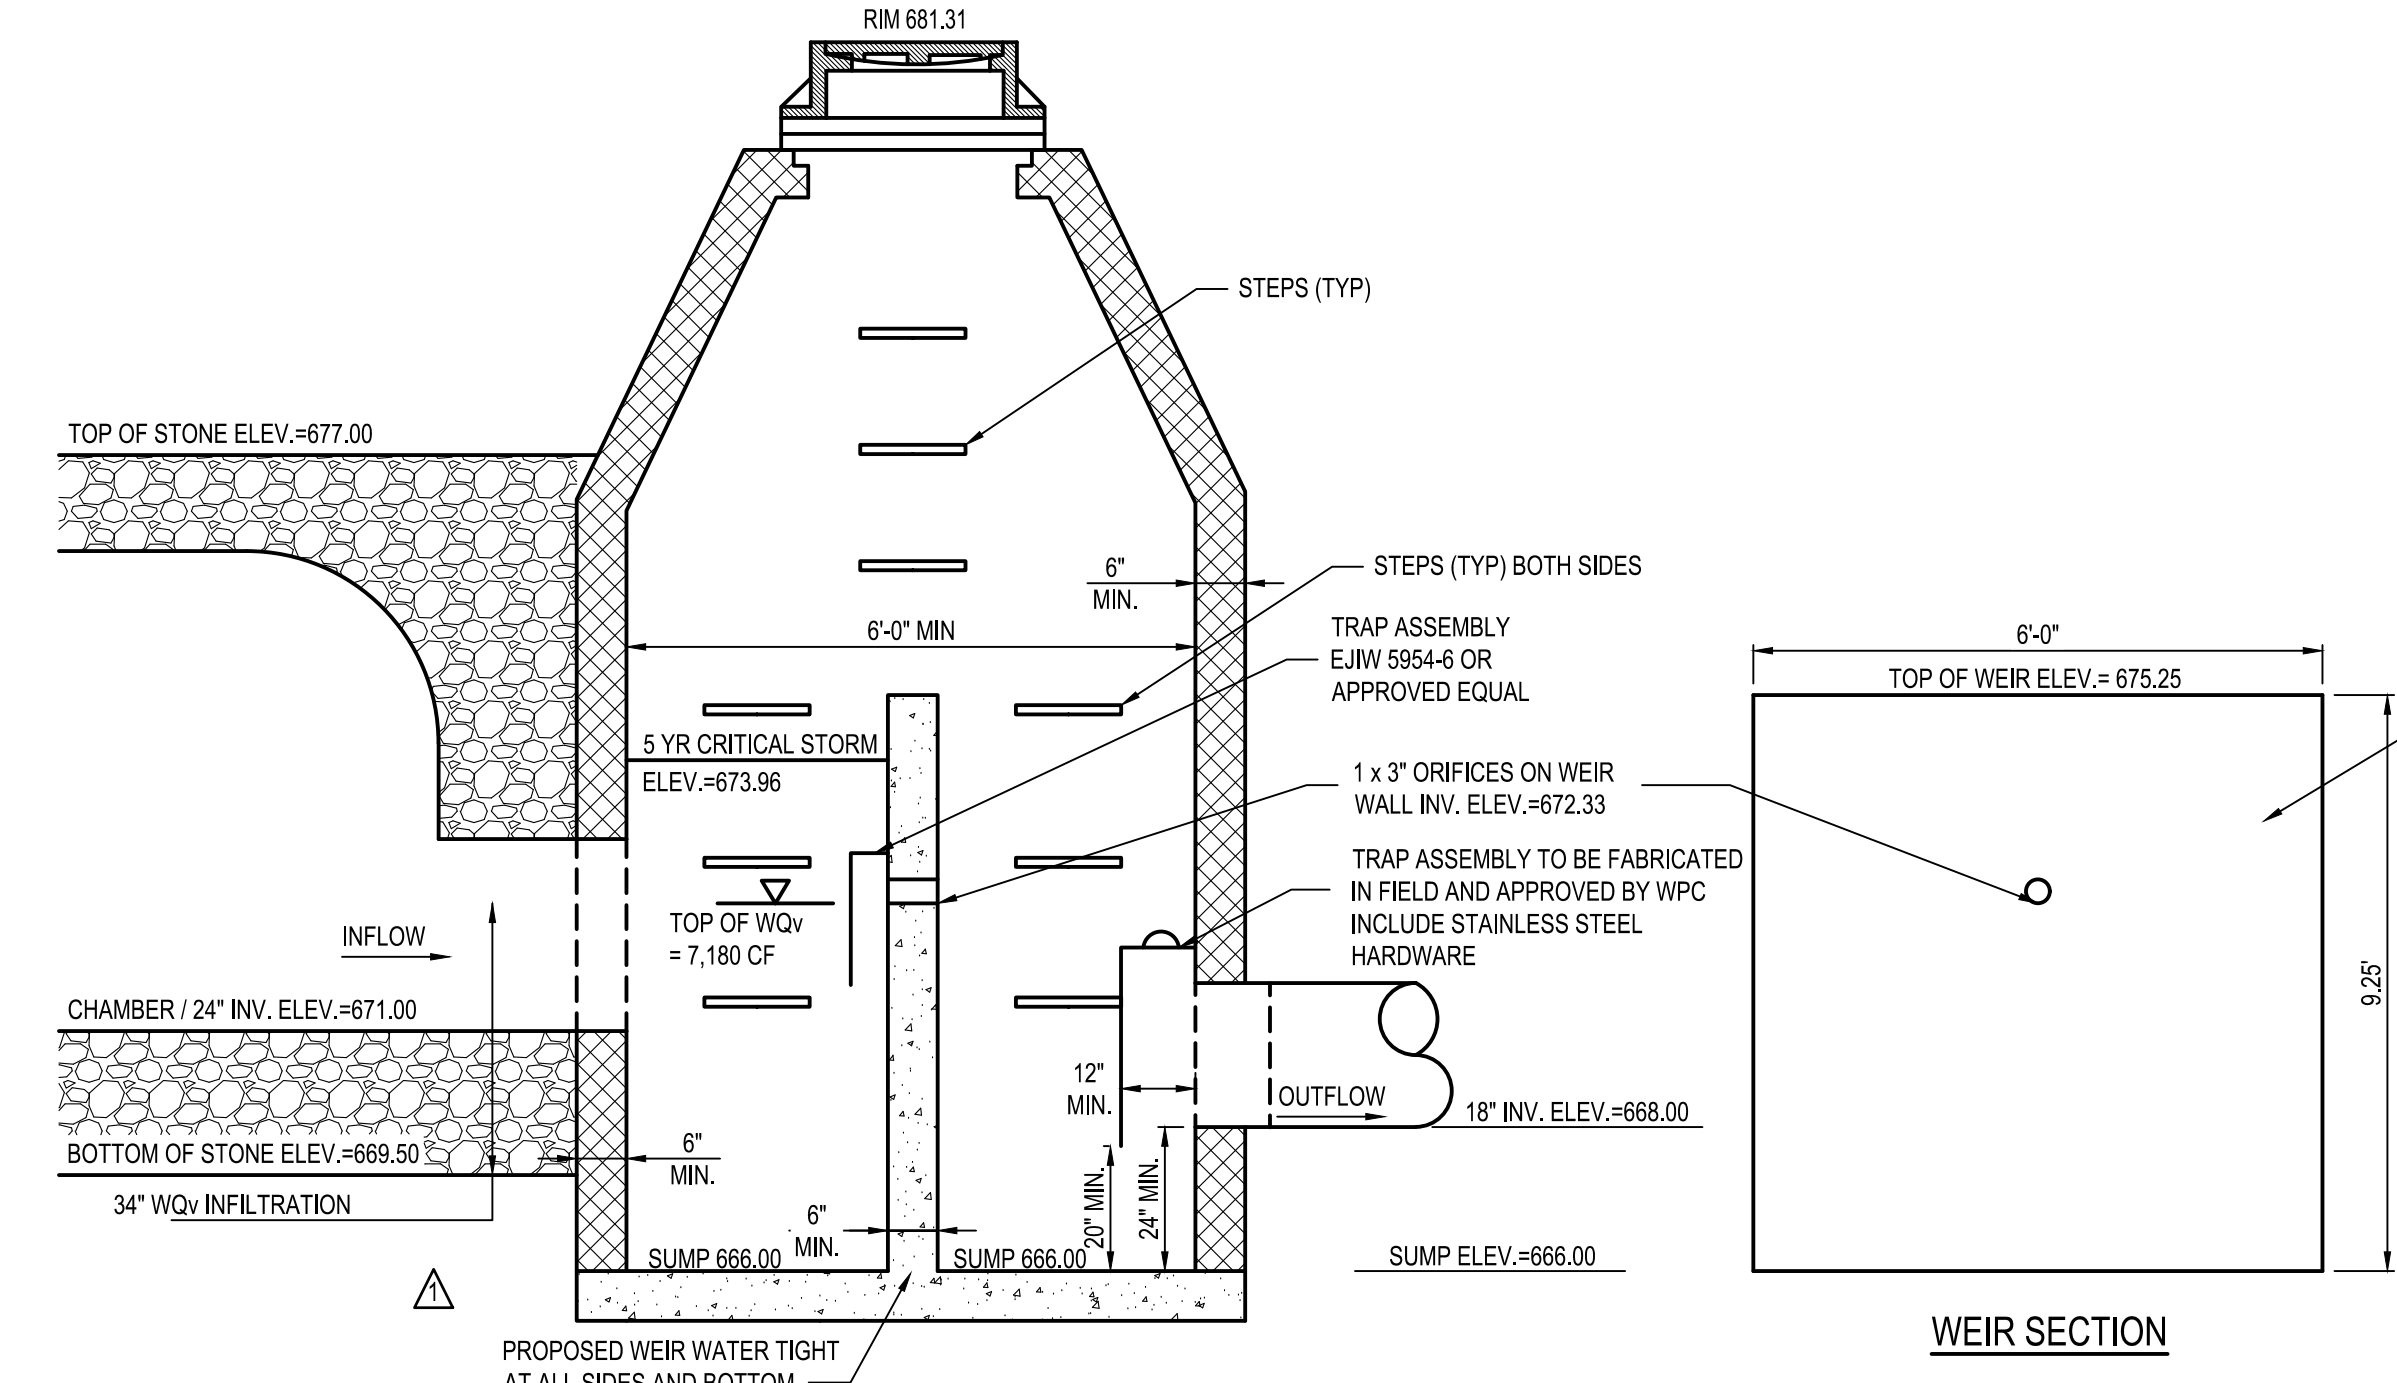 RIM 681.31
STEPS (TYP)
TOP OF STONE ELEV.=677.00
6"
MIN.
STEPS (TYP) BOTH SIDES
6'-0" MIN
TRAP ASSEMBLY
EJIW 5954-6 OR
APPROVED EQUAL
6'-0"
TOP OF WEIR ELEV.= 675.25
5 YR CRITICAL STORM
ELEV.=673.96
1 x 3" ORIFICES ON WEIR
WALL INV. ELEV.=672.33
TRAP ASSEMBLY TO BE FABRICATED
IN FIELD AND APPROVED BY WPC
INCLUDE STAINLESS STEEL
HARDWARE
TOP OF WQv
= 7,180 CF
INFLOW
9.25'
CHAMBER / 24" INV. ELEV.=671.00
12"
MIN.
OUTFLOW
18" INV. ELEV.=668.00
BOTTOM OF STONE ELEV.=669.50
6"
MIN.
20" MIN.
24" MIN.
34" WQv INFILTRATION
6"
MIN.
SUMP 666.00
SUMP 666.00
SUMP ELEV.=666.00
1
WEIR SECTION
PROPOSED WEIR WATER TIGHT
AT ALL SIDES AND BOTTOM